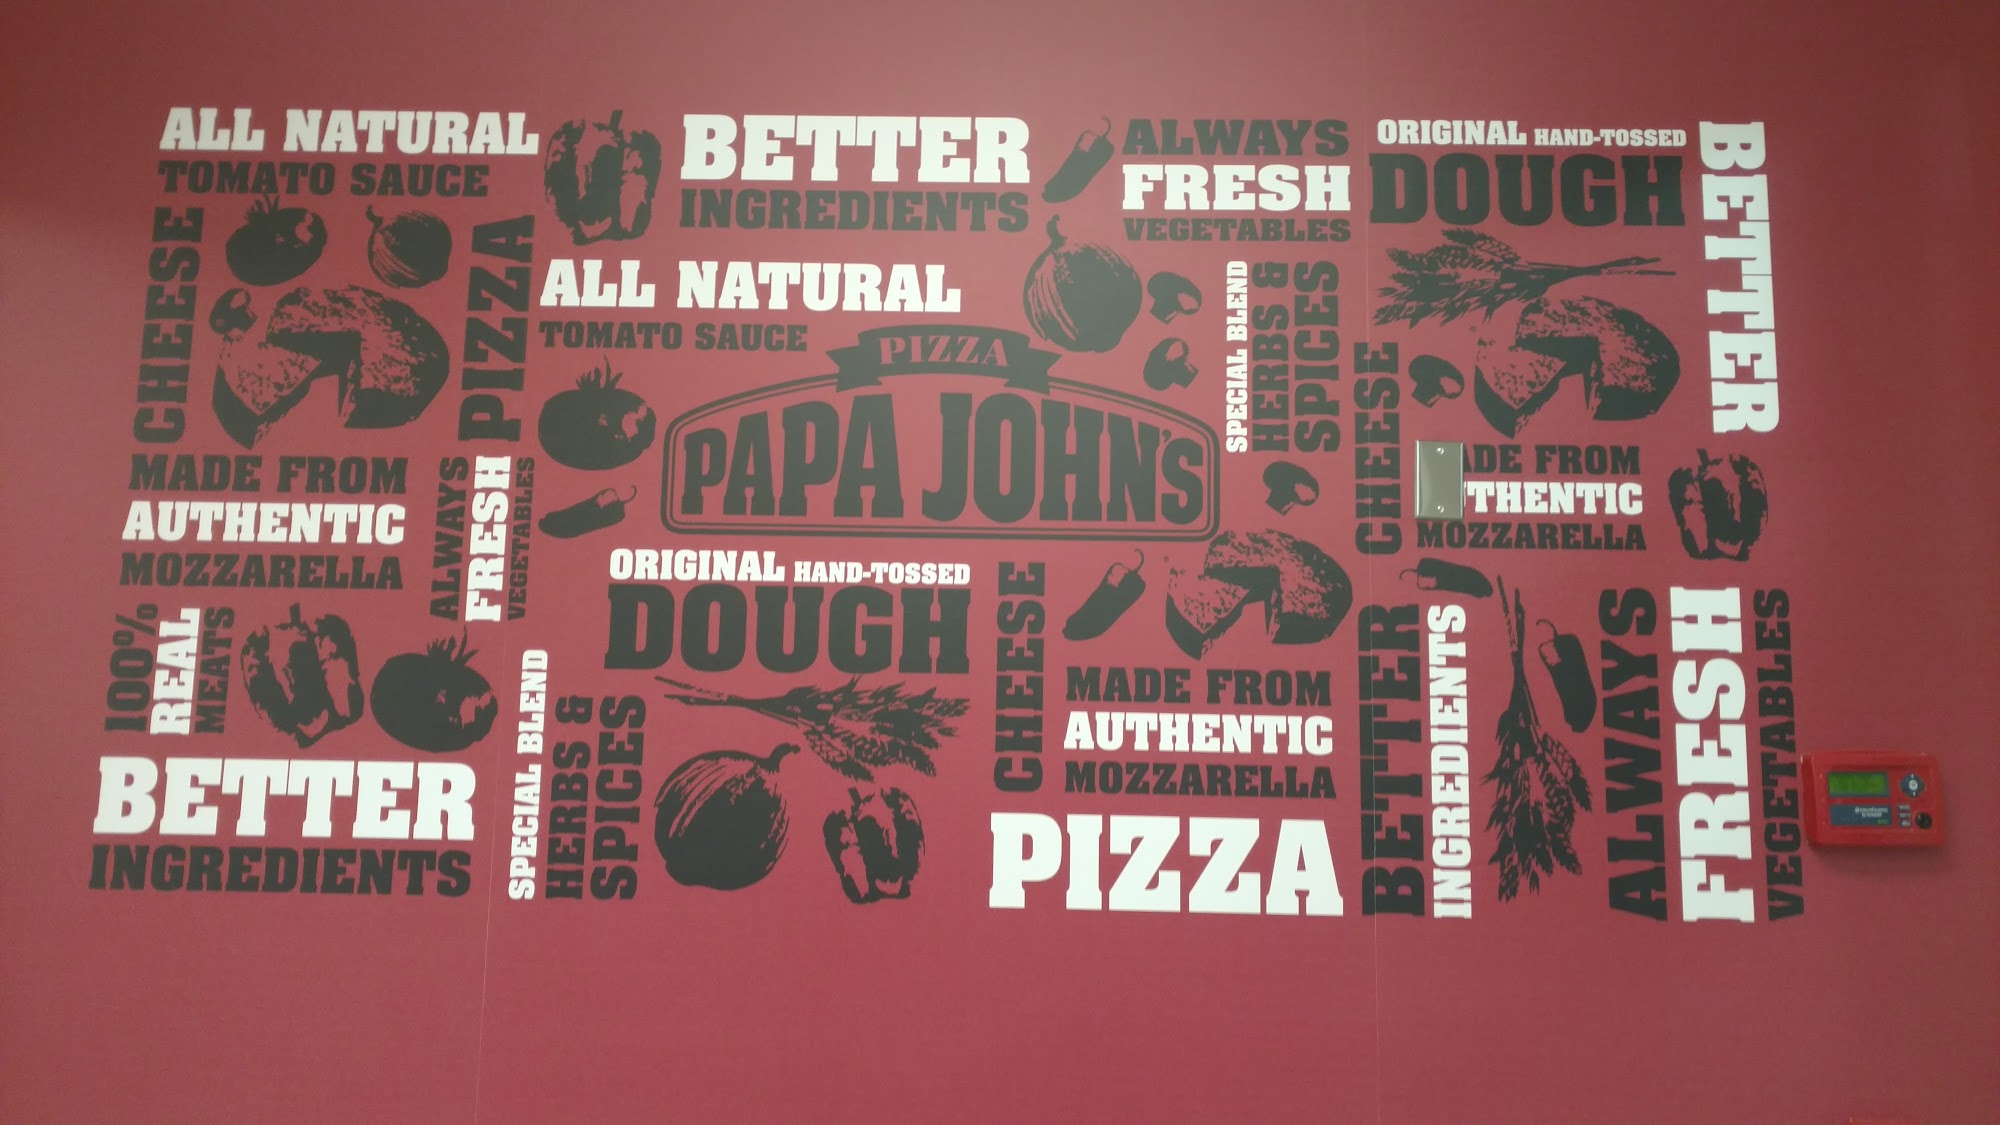 ALL NATURAL
TOMATO SAUCE
CHEESE
PIZZA
MADE FROM
AUTHENTIC
MOZZARELLA
ALWAYS
FRESH
VEGETABLES
100%
REAL
MEATS
BETTER
INGREDIENTS
BETTER
INGREDIENTS
ALL NATURAL
TOMATO SAUCE
PIZZA
PAPA JOHN'S
ORIGINAL HAND-TOSSED
DOUGH
SPECIAL BLEND
HERBS &
SPICES
ALWAYS
FRESH
VEGETABLES
SPECIAL BLEND
HERBS &
SPICES
CHEESE
MADE FROM
AUTHENTIC
MOZZARELLA
PIZZA
ORIGINAL HAND-TOSSED
DOUGH
BETTER
CHEESE
ADE FROM
THENTIC
MOZZARELLA
BETTER
INGREDIENTS
ALWAYS
FRESH
VEGETABLES